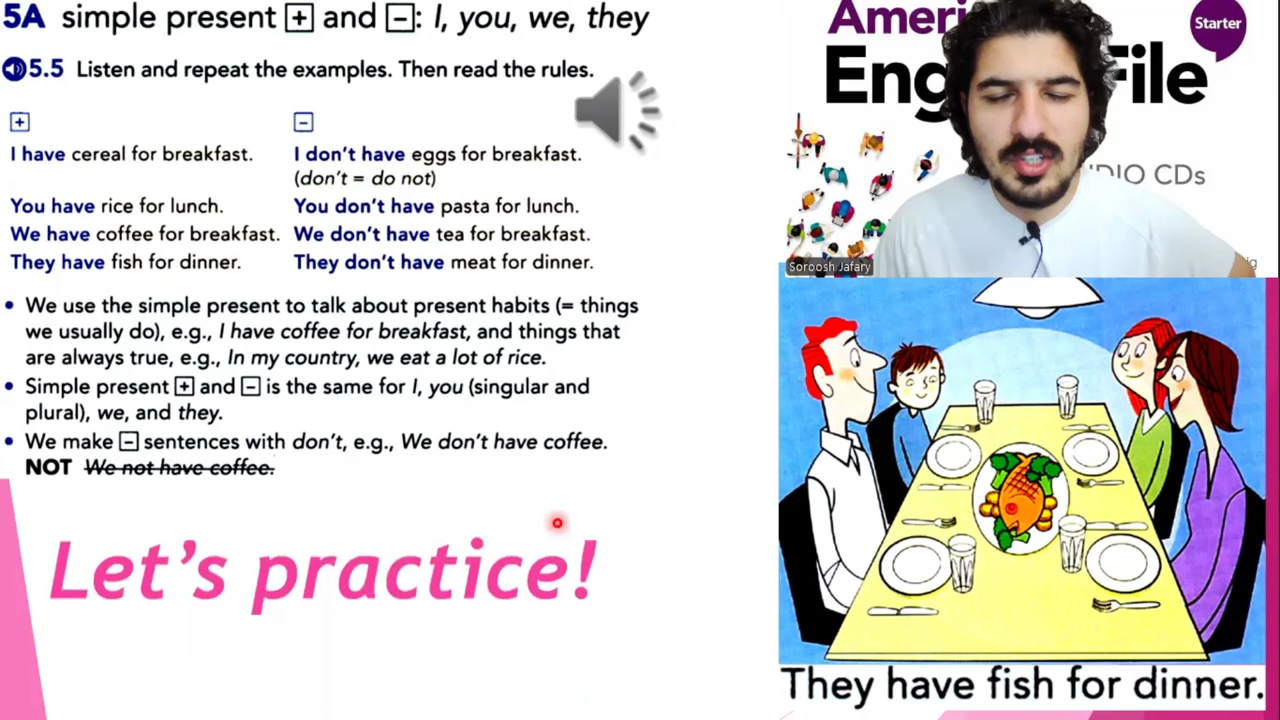 5A simple present + and −: I, you, we, they
5.5 Listen and repeat the examples. Then read the rules.
+
−
I have cereal for breakfast.
I don't have eggs for breakfast.
(don't = do not)
You have rice for lunch.
You don't have pasta for lunch.
We have coffee for breakfast.
We don't have tea for breakfast.
They have fish for dinner.
They don't have meat for dinner.
• We use the simple present to talk about present habits (= things
we usually do), e.g., I have coffee for breakfast, and things that
are always true, e.g., In my country, we eat a lot of rice.
• Simple present + and − is the same for I, you (singular and
plural), we, and they.
• We make − sentences with don't, e.g., We don't have coffee.
NOT We not have coffee.
Let's practice!
Ameri
Starter
Eng File
DIO CDs
Soroosh Jafary
They have fish for dinner.